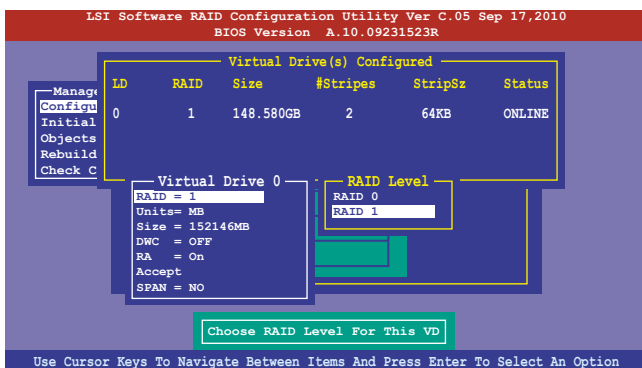 LSI Software RAID Configuration Utility Ver C.05 Sep 17,2010
BIOS Version A.10.09231523R
Virtual Drive(s) Configured
LD RAID Size #Stripes StripSz Status
0 1 148.580GB 2 64KB ONLINE
Manage
Configu
Initial
Objects
Rebuild
Check C
Virtual Drive 0
RAID = 1
Units= MB
Size = 152146MB
DWC = OFF
RA = On
Accept
SPAN = NO
RAID Level
RAID 0
RAID 1
Choose RAID Level For This VD
Use Cursor Keys To Navigate Between Items And Press Enter To Select An Option